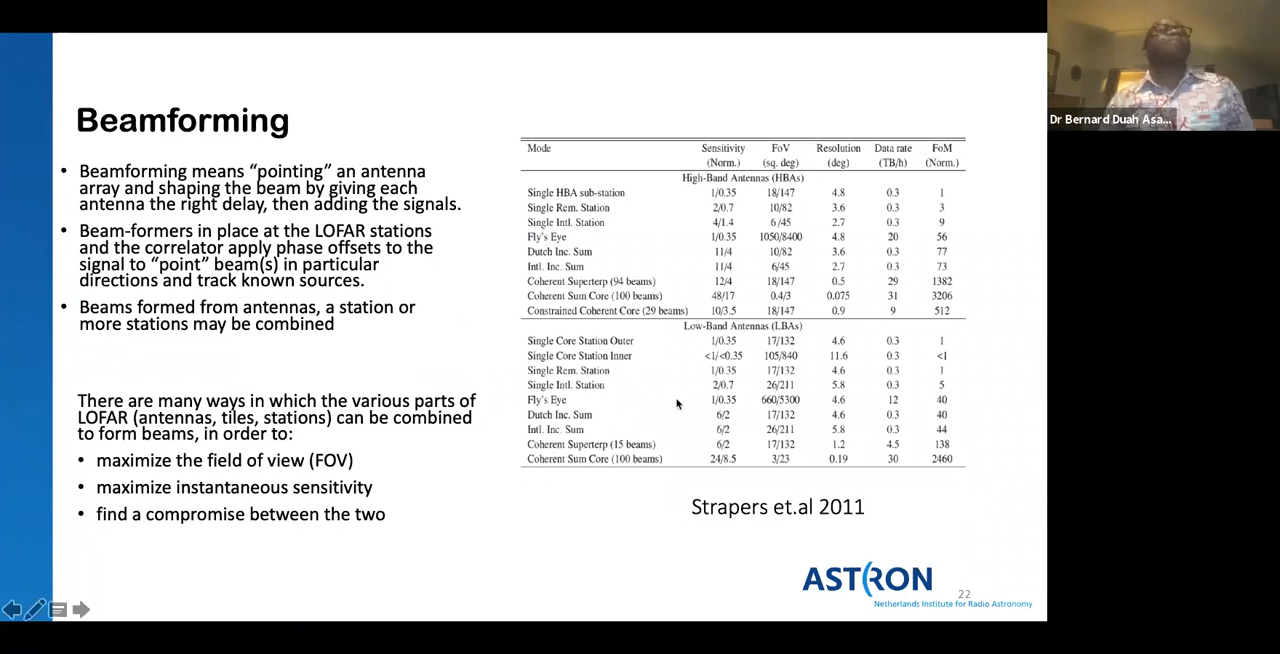 Beamforming
• Beamforming means “pointing” an antenna
array and shaping the beam by giving each
antenna the right delay, then adding the signals.
• Beam-formers in place at the LOFAR stations
and the correlator apply phase offsets to the
signal to “point” beam(s) in particular
directions and track known sources.
• Beams formed from antennas, a station or
more stations may be combined
There are many ways in which the various parts of
LOFAR (antennas, tiles, stations) can be combined
to form beams, in order to:
• maximize the field of view (FOV)
• maximize instantaneous sensitivity
• find a compromise between the two
Mode Sensitivity FoV Resolution Data rate FoM
(Norm.) (sq. deg) (deg) (TB/h) (Norm.)
High-Band Antennas (HBAs)
Single HBA sub-station 1/0.35 18/147 4.8 0.3 1
Single Rem. Station 2/0.7 10/82 3.6 0.3 3
Single Intl. Station 4/1.4 6/45 2.7 0.3 9
Fly's Eye 1/0.35 1050/8400 4.8 20 56
Dutch Inc. Sum 11/4 10/82 3.6 0.3 77
Intl. Inc. Sum 11/4 6/45 2.7 0.3 73
Coherent Superterp (94 beams) 12/4 18/147 0.5 29 1382
Coherent Sum Core (100 beams) 48/17 0.4/3 0.075 31 3206
Constrained Coherent Core (29 beams) 10/3.5 18/147 0.9 9 512
Low-Band Antennas (LBAs)
Single Core Station Outer 1/0.35 17/132 4.6 0.3 1
Single Core Station Inner <1/<0.35 105/840 11.6 0.3 <1
Single Rem. Station 1/0.35 17/132 4.6 0.3 1
Single Intl. Station 2/0.7 26/211 5.8 0.3 5
Fly's Eye 1/0.35 660/5300 4.6 12 40
Dutch Inc. Sum 6/2 17/132 4.6 0.3 40
Intl. Inc. Sum 6/2 26/211 5.8 0.3 44
Coherent Superterp (15 beams) 6/2 17/132 1.2 4.5 138
Coherent Sum Core (100 beams) 24/8.5 3/23 0.19 30 2460
Strapers et.al 2011
ASTRON
22
Netherlands Institute for Radio Astronomy
Dr Bernard Duah Asa...